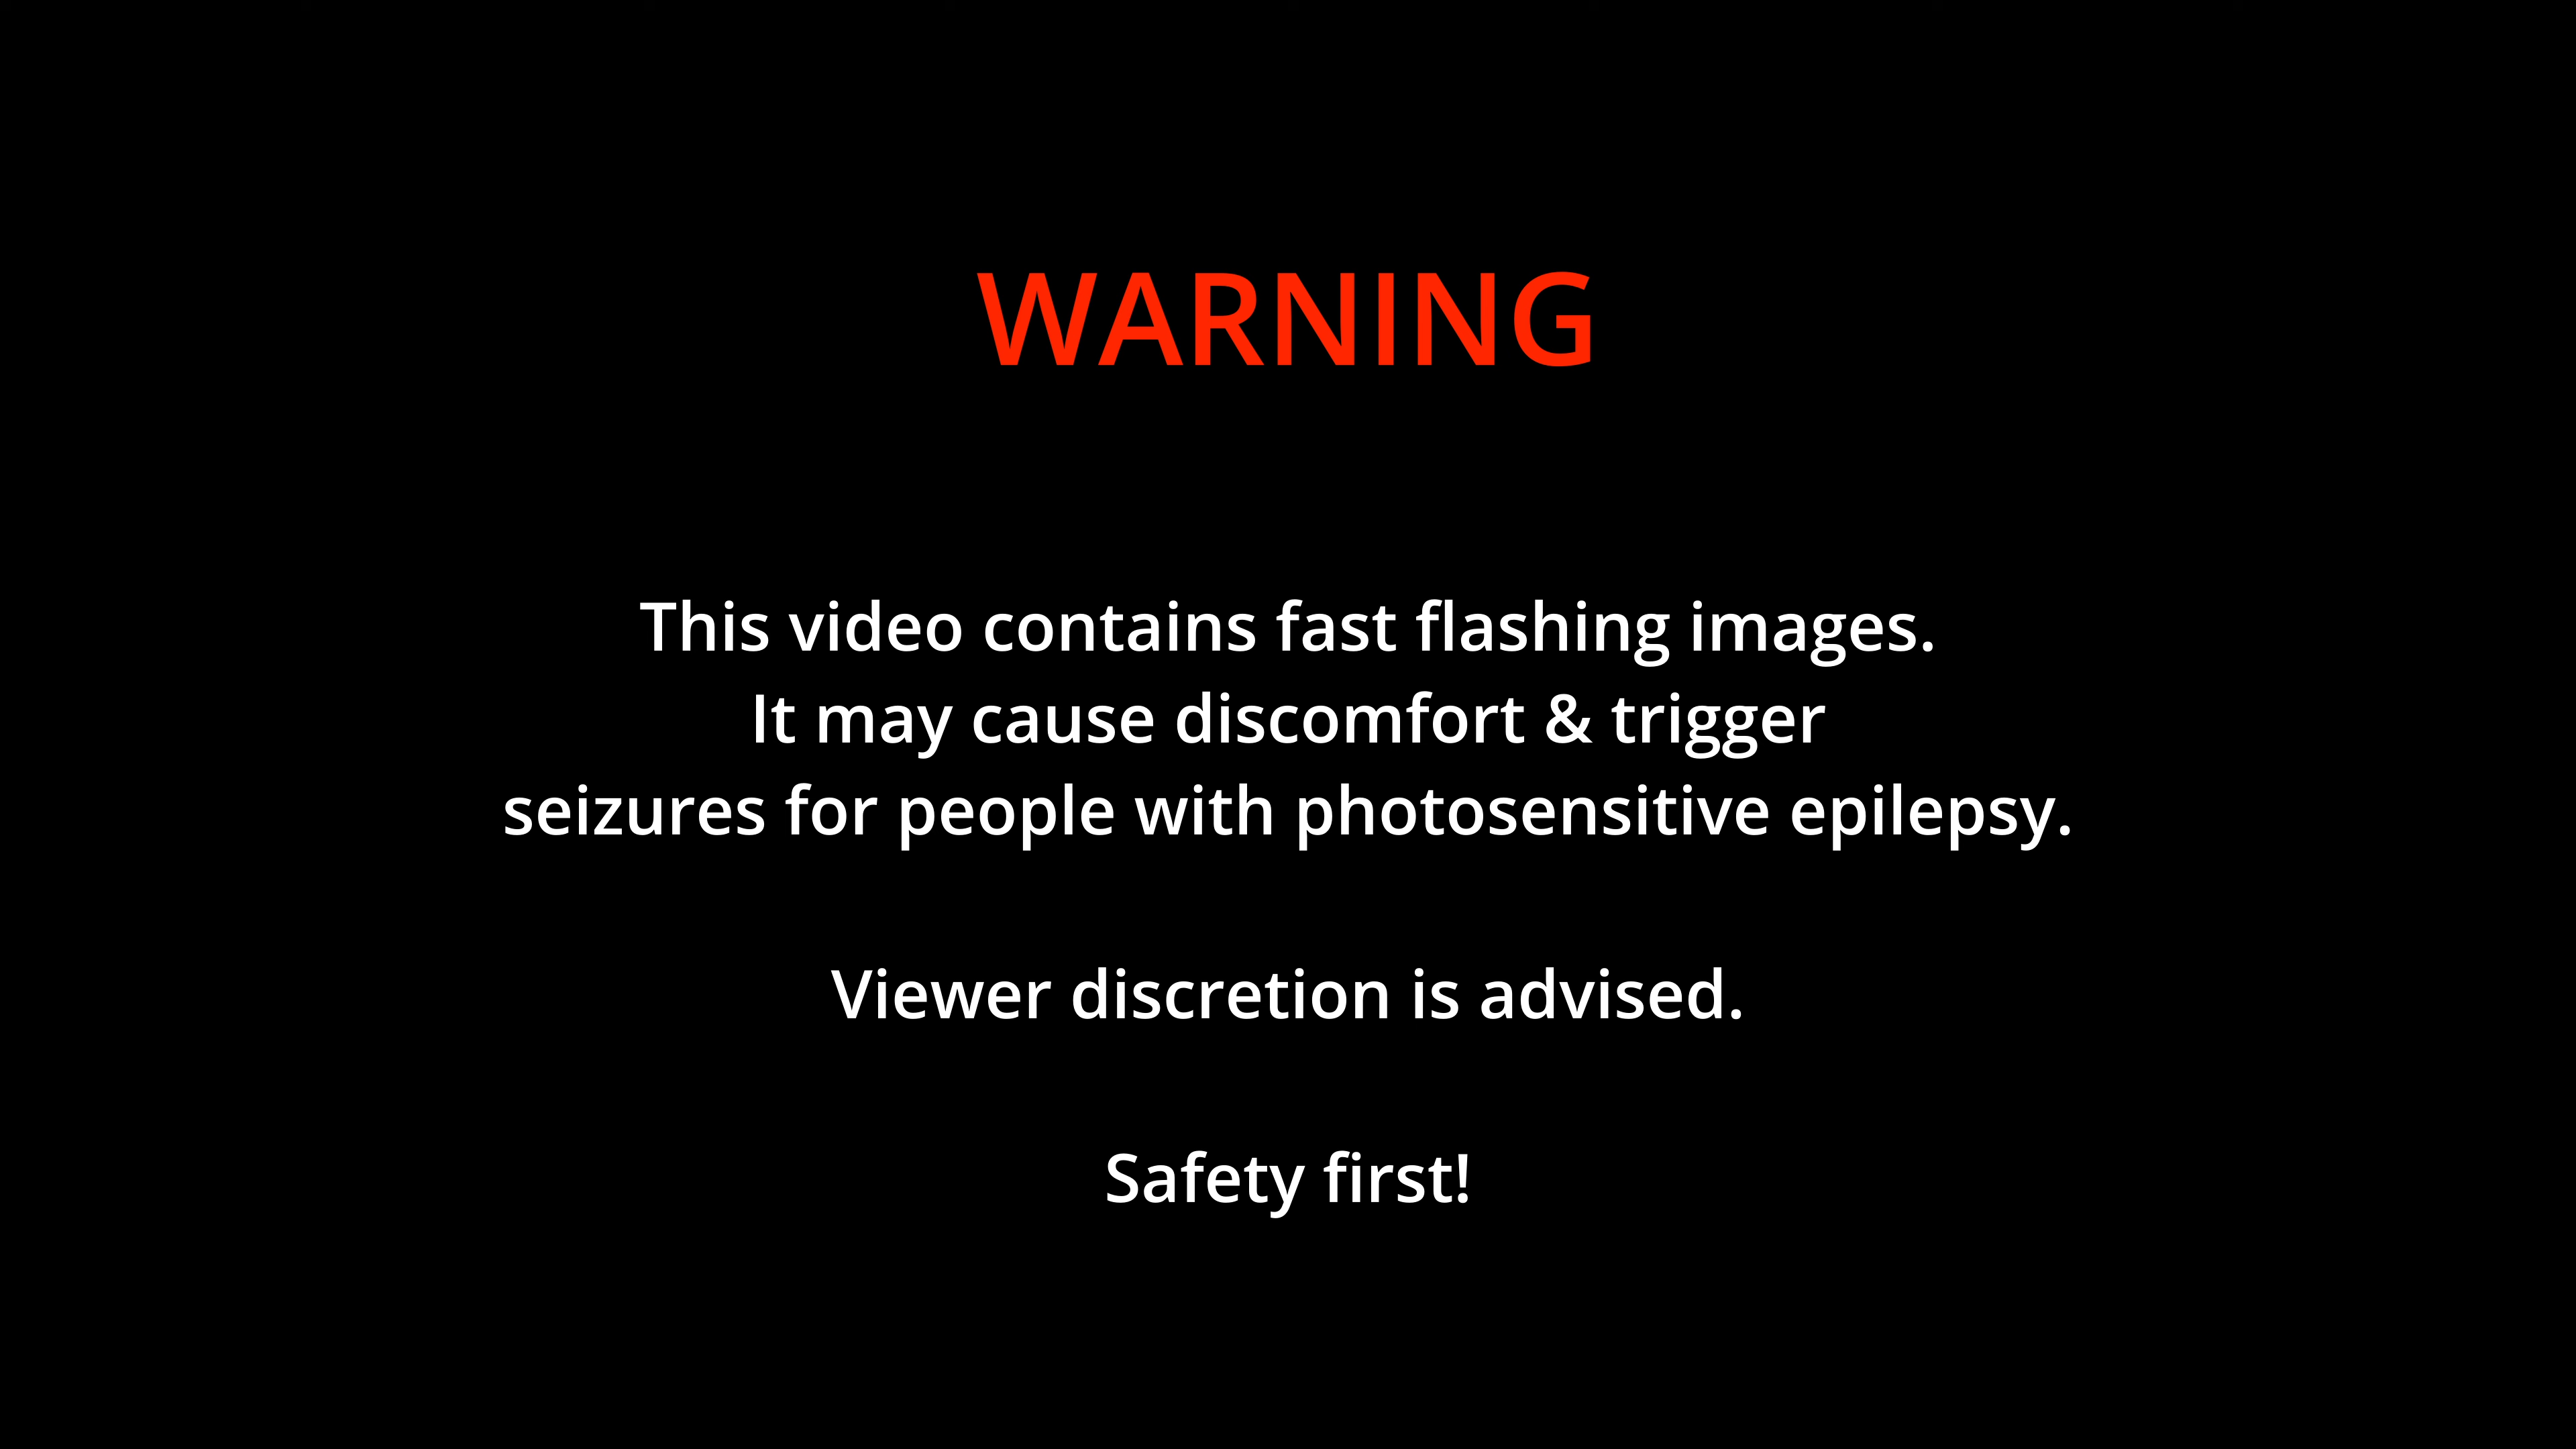 WARNING
This video contains fast flashing images.
It may cause discomfort & trigger
seizures for people with photosensitive epilepsy.
Viewer discretion is advised.
Safety first!